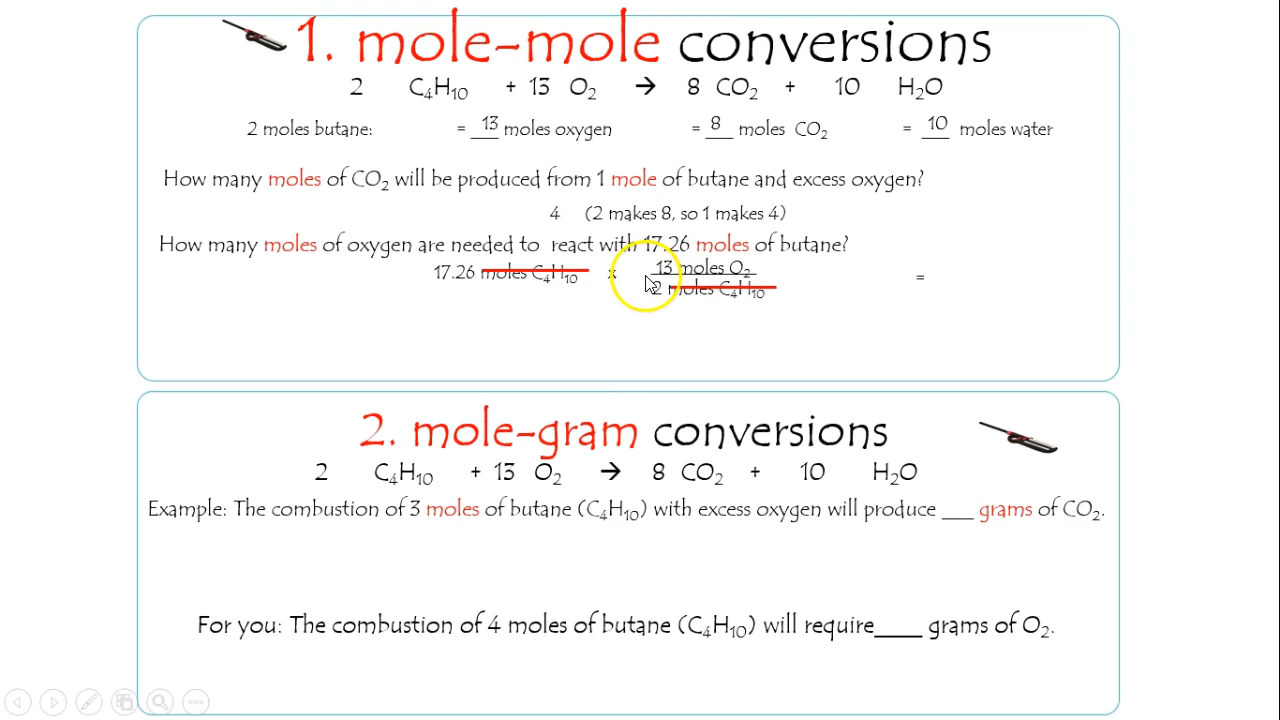 1. mole-mole conversions
2 C₄H₁₀ + 13 O₂ → 8 CO₂ + 10 H₂O
2 moles butane: = 13 moles oxygen = 8 moles CO₂ = 10 moles water
How many moles of CO₂ will be produced from 1 mole of butane and excess oxygen?
4 (2 makes 8, so 1 makes 4)
How many moles of oxygen are needed to react with 17.26 moles of butane?
17.26 moles C₄H₁₀ x 13 moles O₂ =
2 moles C₄H₁₀
2. mole-gram conversions
2 C₄H₁₀ + 13 O₂ → 8 CO₂ + 10 H₂O
Example: The combustion of 3 moles of butane (C₄H₁₀) with excess oxygen will produce ___ grams of CO₂.
For you: The combustion of 4 moles of butane (C₄H₁₀) will require____ grams of O₂.